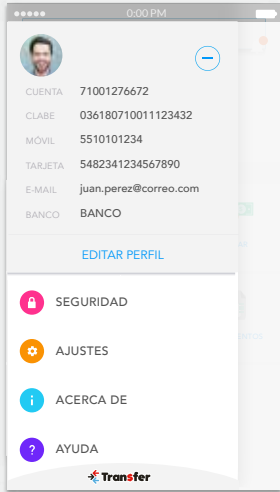 0:00 PM
CUENTA 71001276672
CLABE 036180710011123432
MÓVIL 5510101234
TARJETA 5482341234567890
E-MAIL juan.perez@correo.com
BANCO BANCO
EDITAR PERFIL
SEGURIDAD
AJUSTES
i ACERCA DE
? AYUDA
Transfer